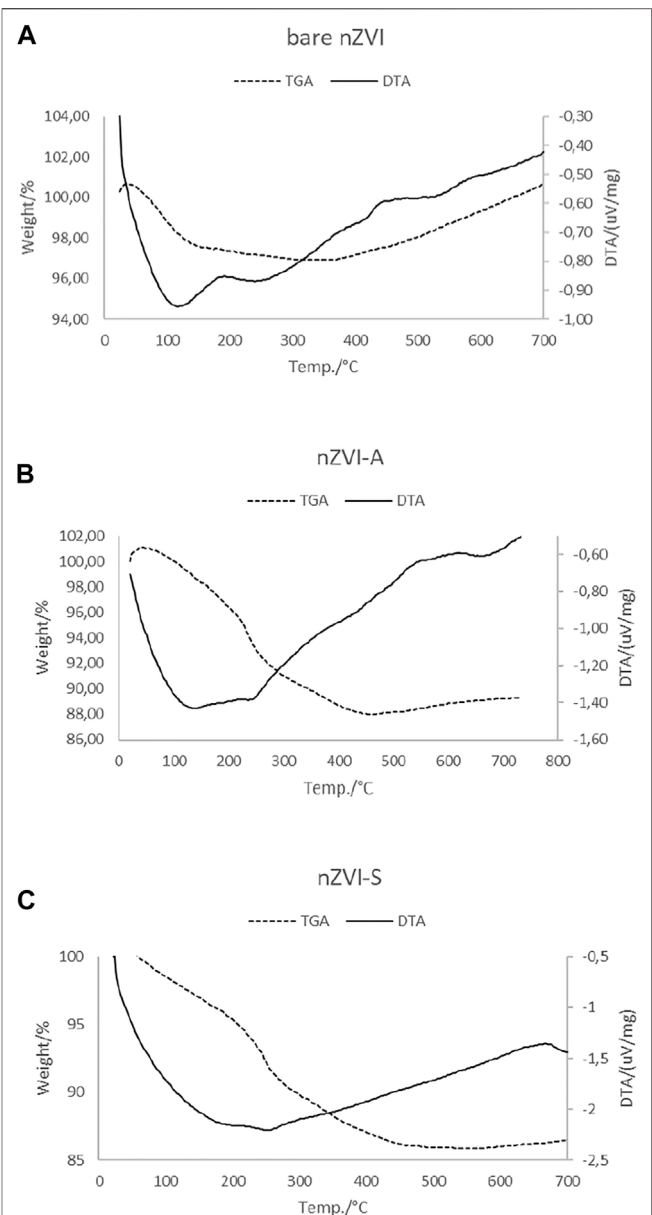 A
bare nZVI
TGA DTA
104,00 -0,30
102,00 -0,40
100,00 -0,50
98,00 -0,60
96,00 -0,70
94,00 -0,80
-0,90
-1,00
Weight/%
DTA/(uV/mg)
0 100 200 300 400 500 600 700
Temp./°C
B
nZVI-A
TGA DTA
102,00
100,00 -0,60
98,00 -0,80
96,00 -1,00
94,00 -1,20
92,00 -1,40
90,00 -1,60
88,00
86,00
Weight/%
DTA/(uV/mg)
0 100 200 300 400 500 600 700 800
Temp./°C
C
nZVI-S
TGA DTA
100 -0,5
95 -1
90 -1,5
85 -2
-2,5
Weight/%
DTA/(uV/mg)
0 100 200 300 400 500 600 700
Temp./°C